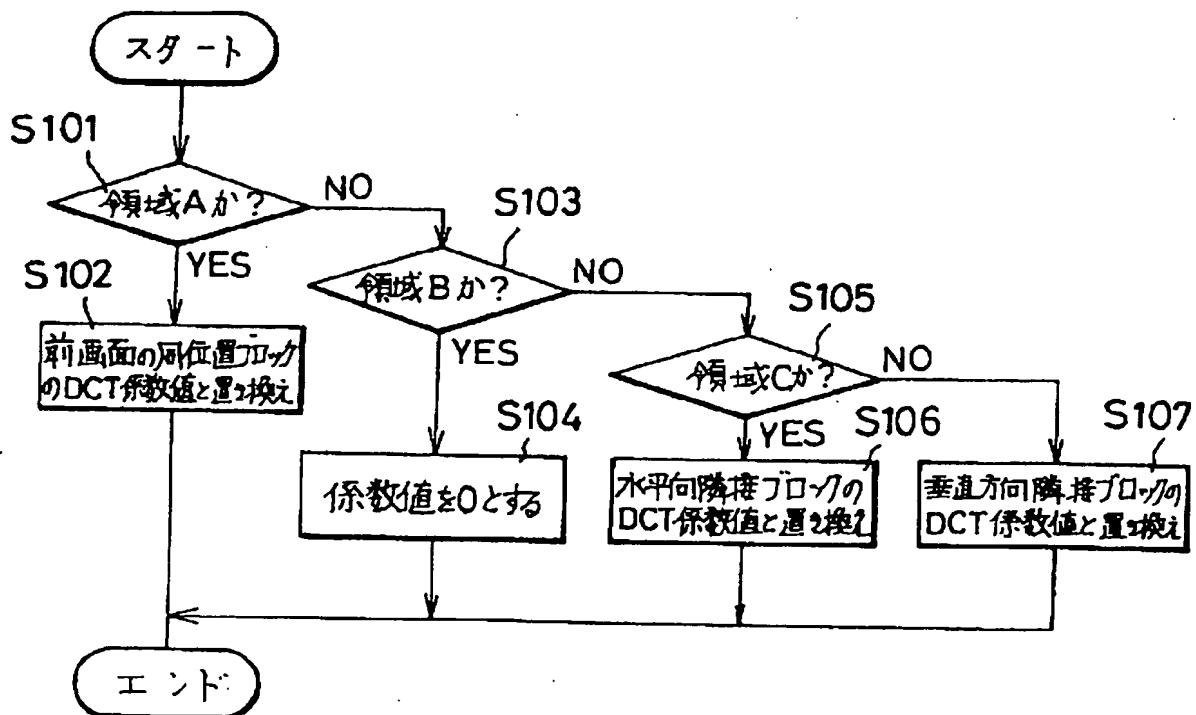 スタート
S101
領域Aか?
NO
YES
S102
前画面の同位置ブロック
のDCT係数値と置き換え
S103
領域Bか?
NO
YES
S104
係数値を0とする
S105
領域Cか?
NO
YES
S106
水平向隣接ブロックの
DCT係数値と置き換え
S107
垂直方向隣接ブロックの
DCT係数値と置き換え
エンド